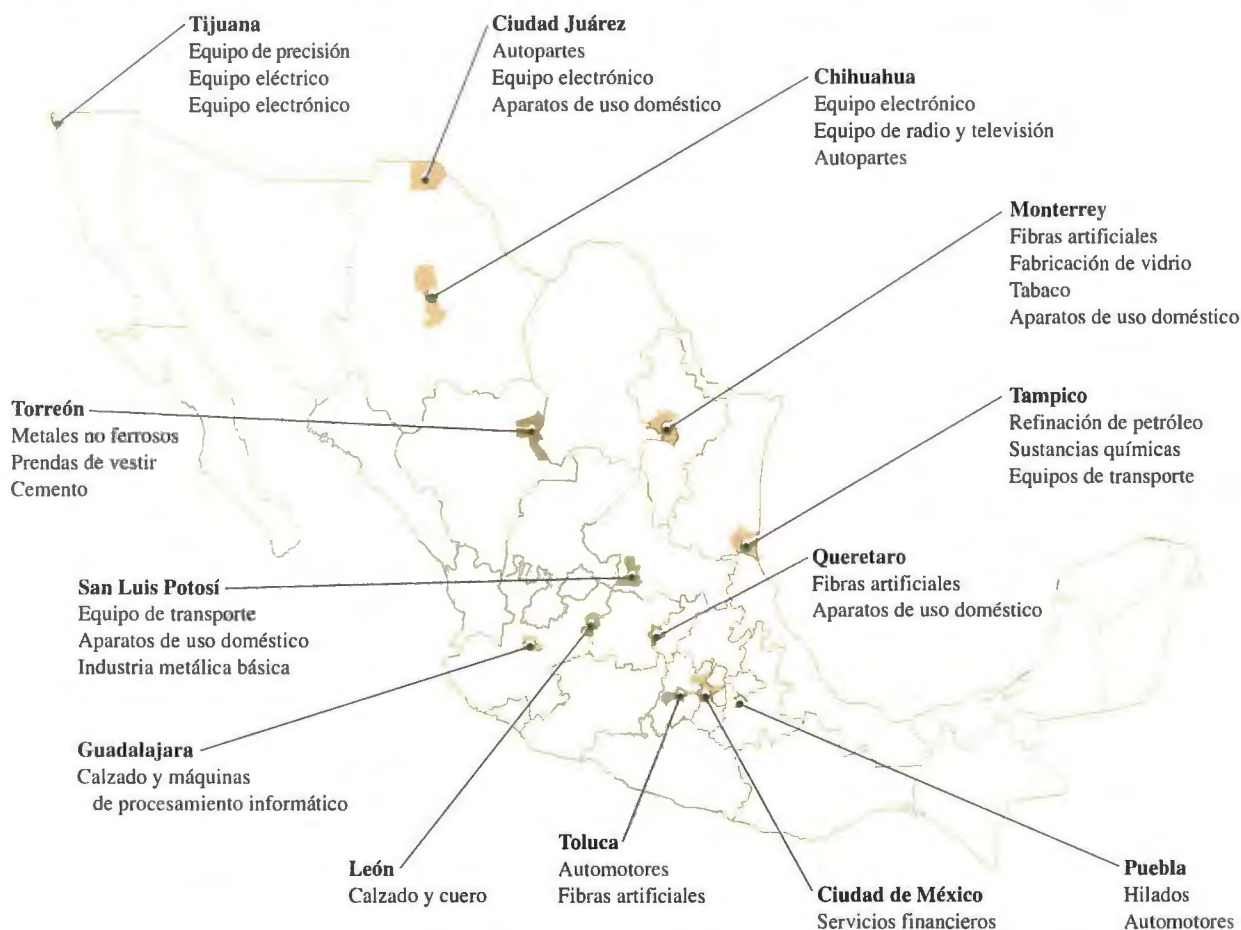 Tijuana
Equipo de precisión
Equipo eléctrico
Equipo electrónico
Ciudad Juárez
Autopartes
Equipo electrónico
Aparatos de uso doméstico
Chihuahua
Equipo electrónico
Equipo de radio y televisión
Autopartes
Monterrey
Fibras artificiales
Fabricación de vidrio
Tabaco
Aparatos de uso doméstico
Torreón
Metales no ferrosos
Prendas de vestir
Cemento
Tampico
Refinación de petróleo
Sustancias químicas
Equipos de transporte
San Luis Potosí
Equipo de transporte
Aparatos de uso doméstico
Industria metálica básica
Queretaro
Fibras artificiales
Aparatos de uso doméstico
Guadalajara
Calzado y máquinas
de procesamiento informático
León
Calzado y cuero
Toluca
Automotores
Fibras artificiales
Ciudad de México
Servicios financieros
Puebla
Hilados
Automotores